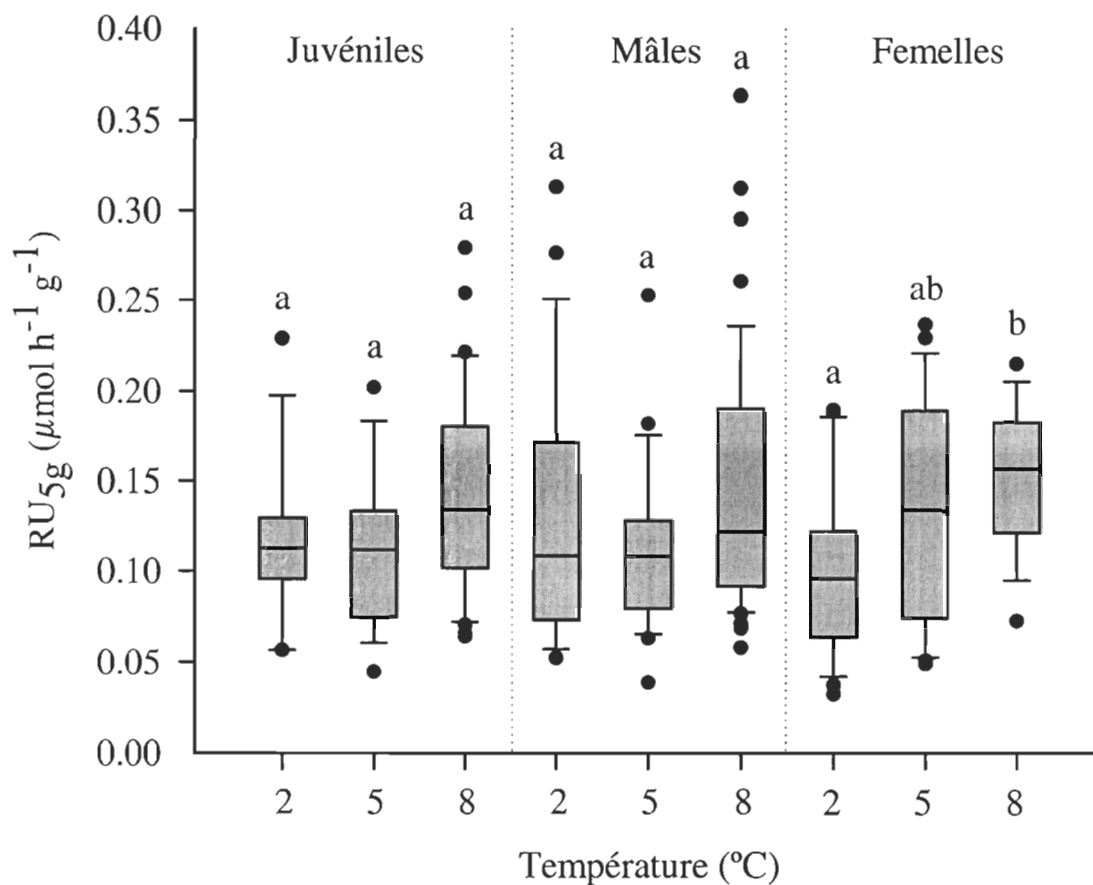 0.40
0.35
0.30
0.25
0.20
0.15
0.10
0.05
0.00
RU5g (µmol h-1 g-1)
Juvéniles
Mâles
Femelles
a
a
a
a
a
a
a
ab
b
2
5
8
2
5
8
2
5
8
Température (ºC)